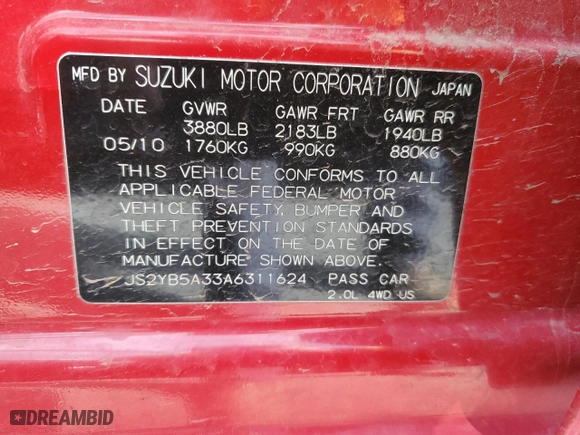 MFD BY SUZUKI MOTOR CORPORATION JAPAN
DATE GVWR GAWR FRT GAWR RR
3880LB 2183LB 1940LB
05/10 1760KG 990KG 880KG
THIS VEHICLE CONFORMS TO ALL
APPLICABLE FEDERAL MOTOR
VEHICLE SAFETY, BUMPER AND
THEFT PREVENTION STANDARDS
IN EFFECT ON THE DATE OF
MANUFACTURE SHOWN ABOVE.
JS2YB5A33A6311624 PASS CAR
2.0L 4WD US
DREAMBID